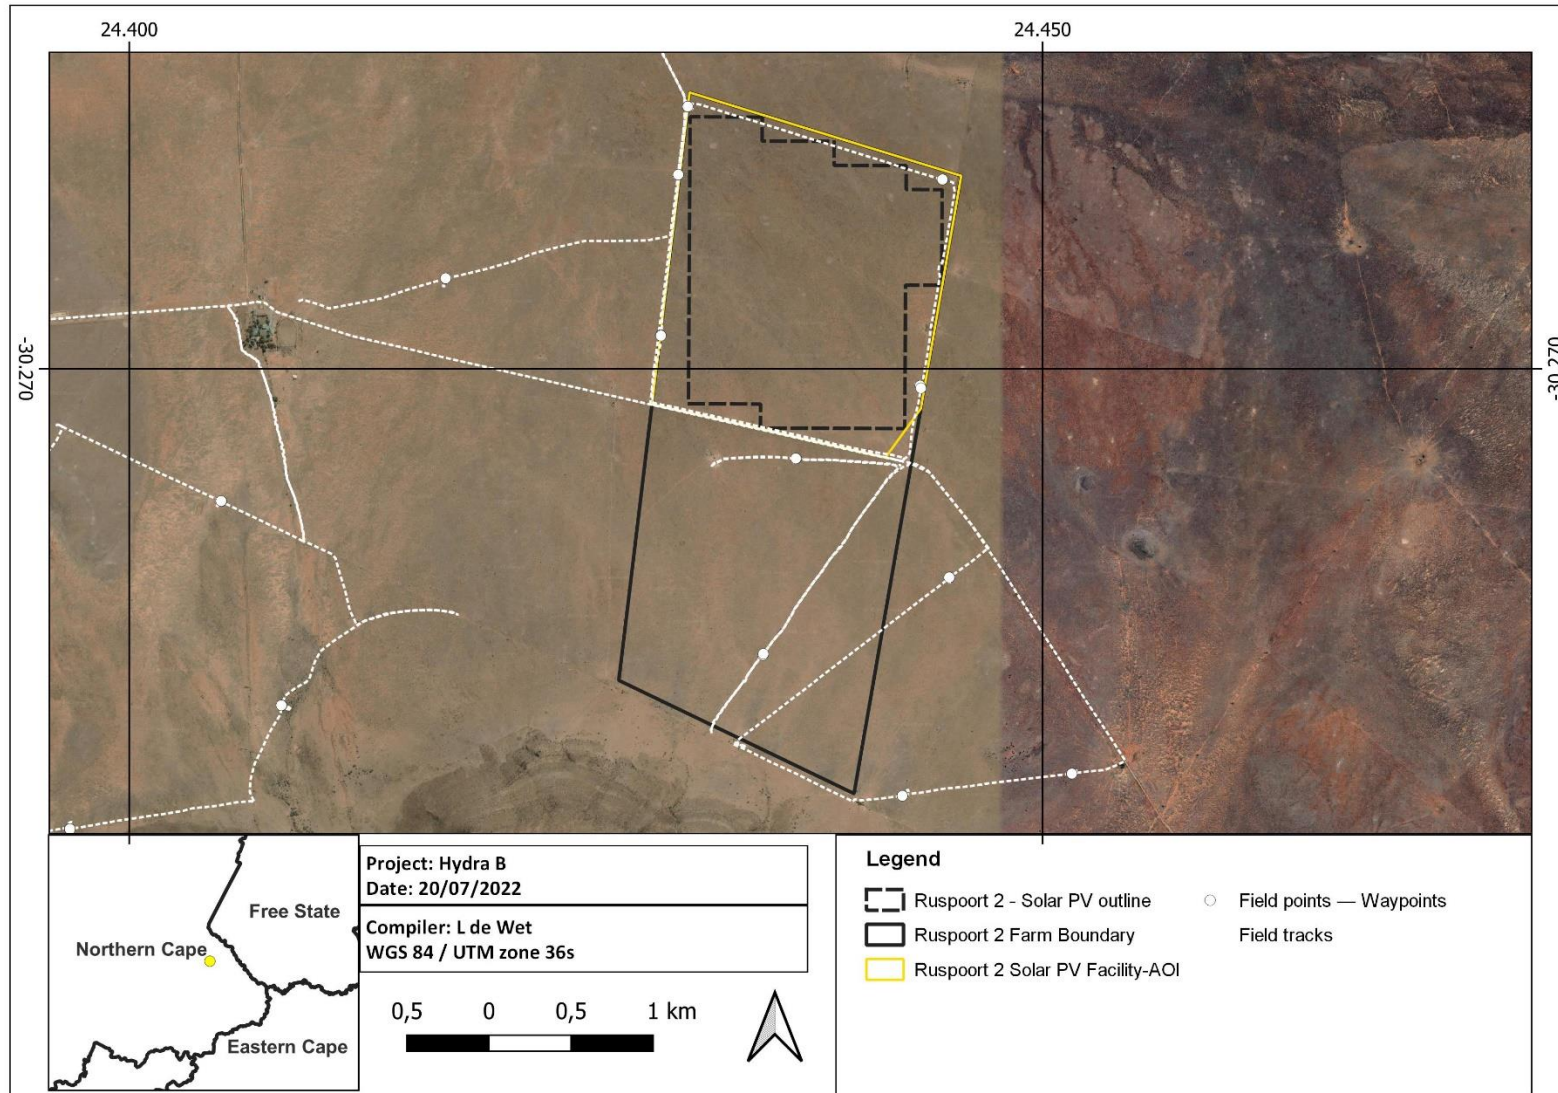 24.400
24.450
-30.270
-30.270
Free State
Northern Cape
Eastern Cape
Project: Hydra B
Date: 20/07/2022
Compiler: L de Wet
WGS 84 / UTM zone 36s
0,5 0 0,5 1 km
Legend
Ruspoort 2 - Solar PV outline
Ruspoort 2 Farm Boundary
Ruspoort 2 Solar PV Facility-AOI
Field points — Waypoints
Field tracks